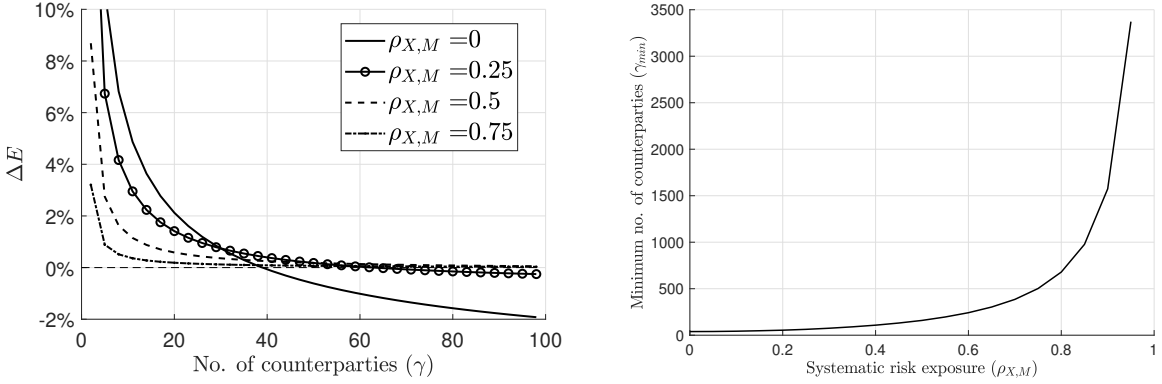 10%
8%
6%
4%
2%
0%
-2%
ΔE
ρX,M =0
ρX,M =0.25
ρX,M =0.5
ρX,M =0.75
0 20 40 60 80 100
No. of counterparties (γ)
3500
3000
2500
2000
1500
1000
500
0
Minimum no. of counterparties (γmin)
0 0.2 0.4 0.6 0.8 1
Systematic risk exposure (ρX,M)